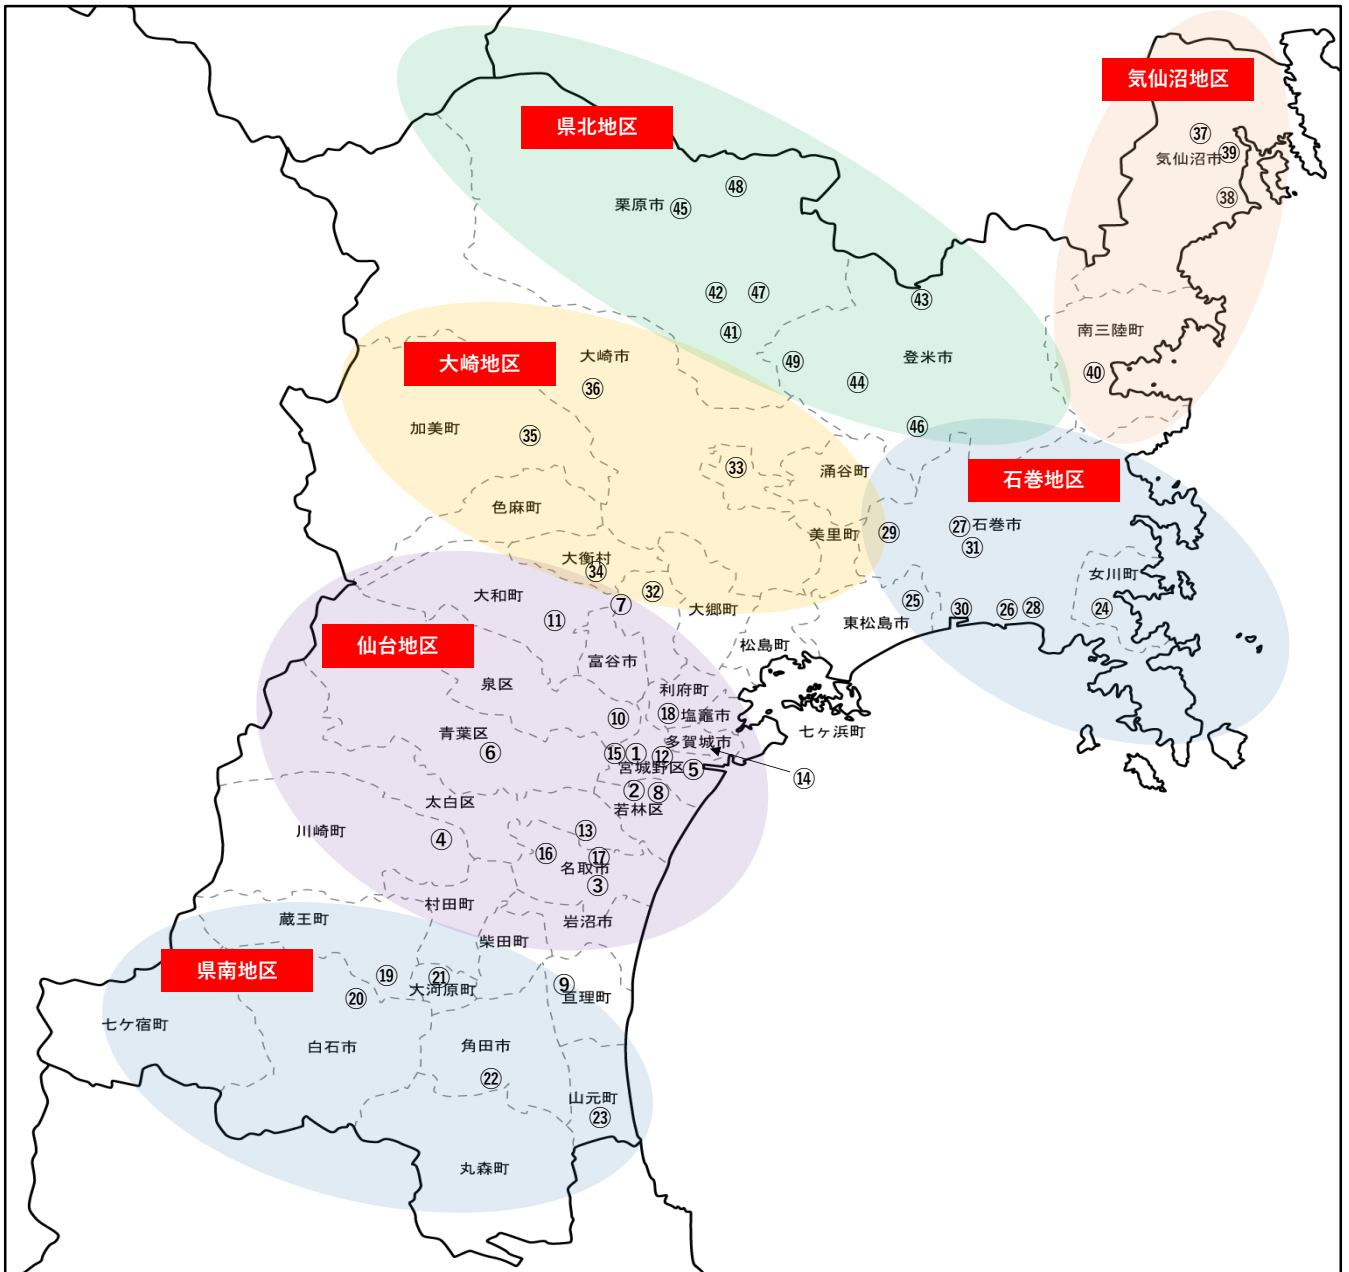 気仙沼地区
県北地区
㊲
㊴
気仙沼市
㊽
㊳
栗原市
㊺
㊷
㊼
㊸
南三陸町
㊶
大崎地区
大崎市
㊾
登米市
㊵
㊱
㊹
加美町
㉟
㊻
㉝
涌谷町
石巻地区
色麻町
㉗
石巻市
美里町
㉙
㉛
大衡村
㉞
女川町
大和町
㉜
⑦
大郷町
㉕
㉚
㉖
㉘
㉔
⑪
東松島市
仙台地区
松島町
富谷市
泉区
利府町
⑩
⑱
塩竈市
青葉区
七ヶ浜町
多賀城市
⑥
⑮
①
⑫
宮城野区
⑤
⑭
②
⑧
太白区
若林区
川崎町
⑬
④
⑯
⑰
名取市
③
村田町
蔵王町
岩沼市
柴田町
県南地区
⑲
㉑
大河原町
⑨
亘理町
⑳
七ケ宿町
白石市
角田市
㉒
山元町
㉓
丸森町